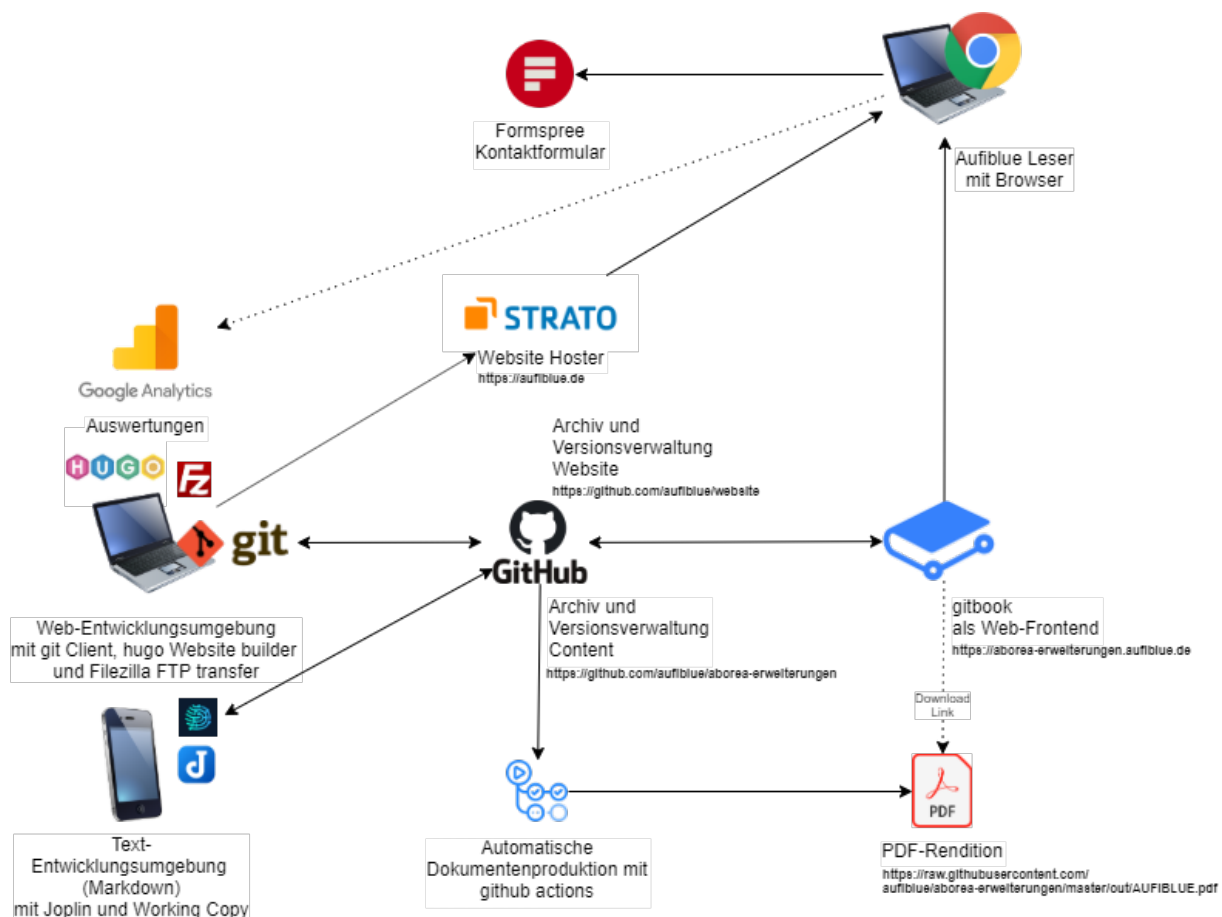 Formspree
Kontaktformular
Aufiblue Leser
mit Browser
STRATO
Website Hoster
https://aufiblue.de
Google Analytics
Auswertungen
HUGO
Fz
git
Archiv und
Versionsverwaltung
Website
https://github.com/aufiblue/website
GitHub
Web-Entwicklungsumgebung
mit git Client, hugo Website builder
und Filezilla FTP transfer
Archiv und
Versionsverwaltung
Content
https://github.com/aufiblue/aborea-erweiterungen
gitbook
als Web-Frontend
https://aborea-erweiterungen.aufiblue.de
Download
Link
J
PDF
Text-
Entwicklungsumgebung
(Markdown)
mit Joplin und Working Copy
Automatische
Dokumentenproduktion mit
github actions
PDF-Rendition
https://raw.githubusercontent.com/
aufiblue/aborea-erweiterungen/master/out/AUFIBLUE.pdf